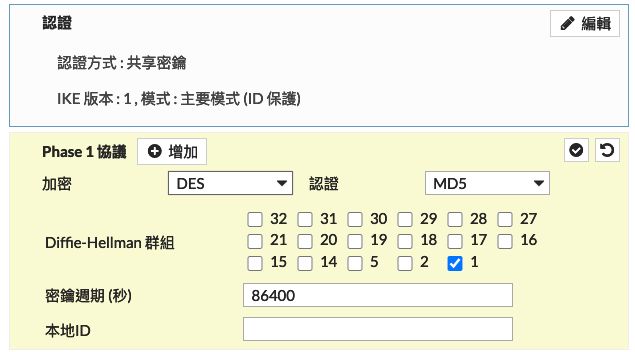 認證
編輯
認證方式 : 共享密鑰
IKE 版本 : 1 , 模式 : 主要模式 (ID 保護)
Phase 1 協議 增加
加密 DES 認證 MD5
32 31 30 29 28 27
Diffie-Hellman 群組 21 20 19 18 17 16
15 14 5 2 1
密鑰週期 (秒) 86400
本地ID